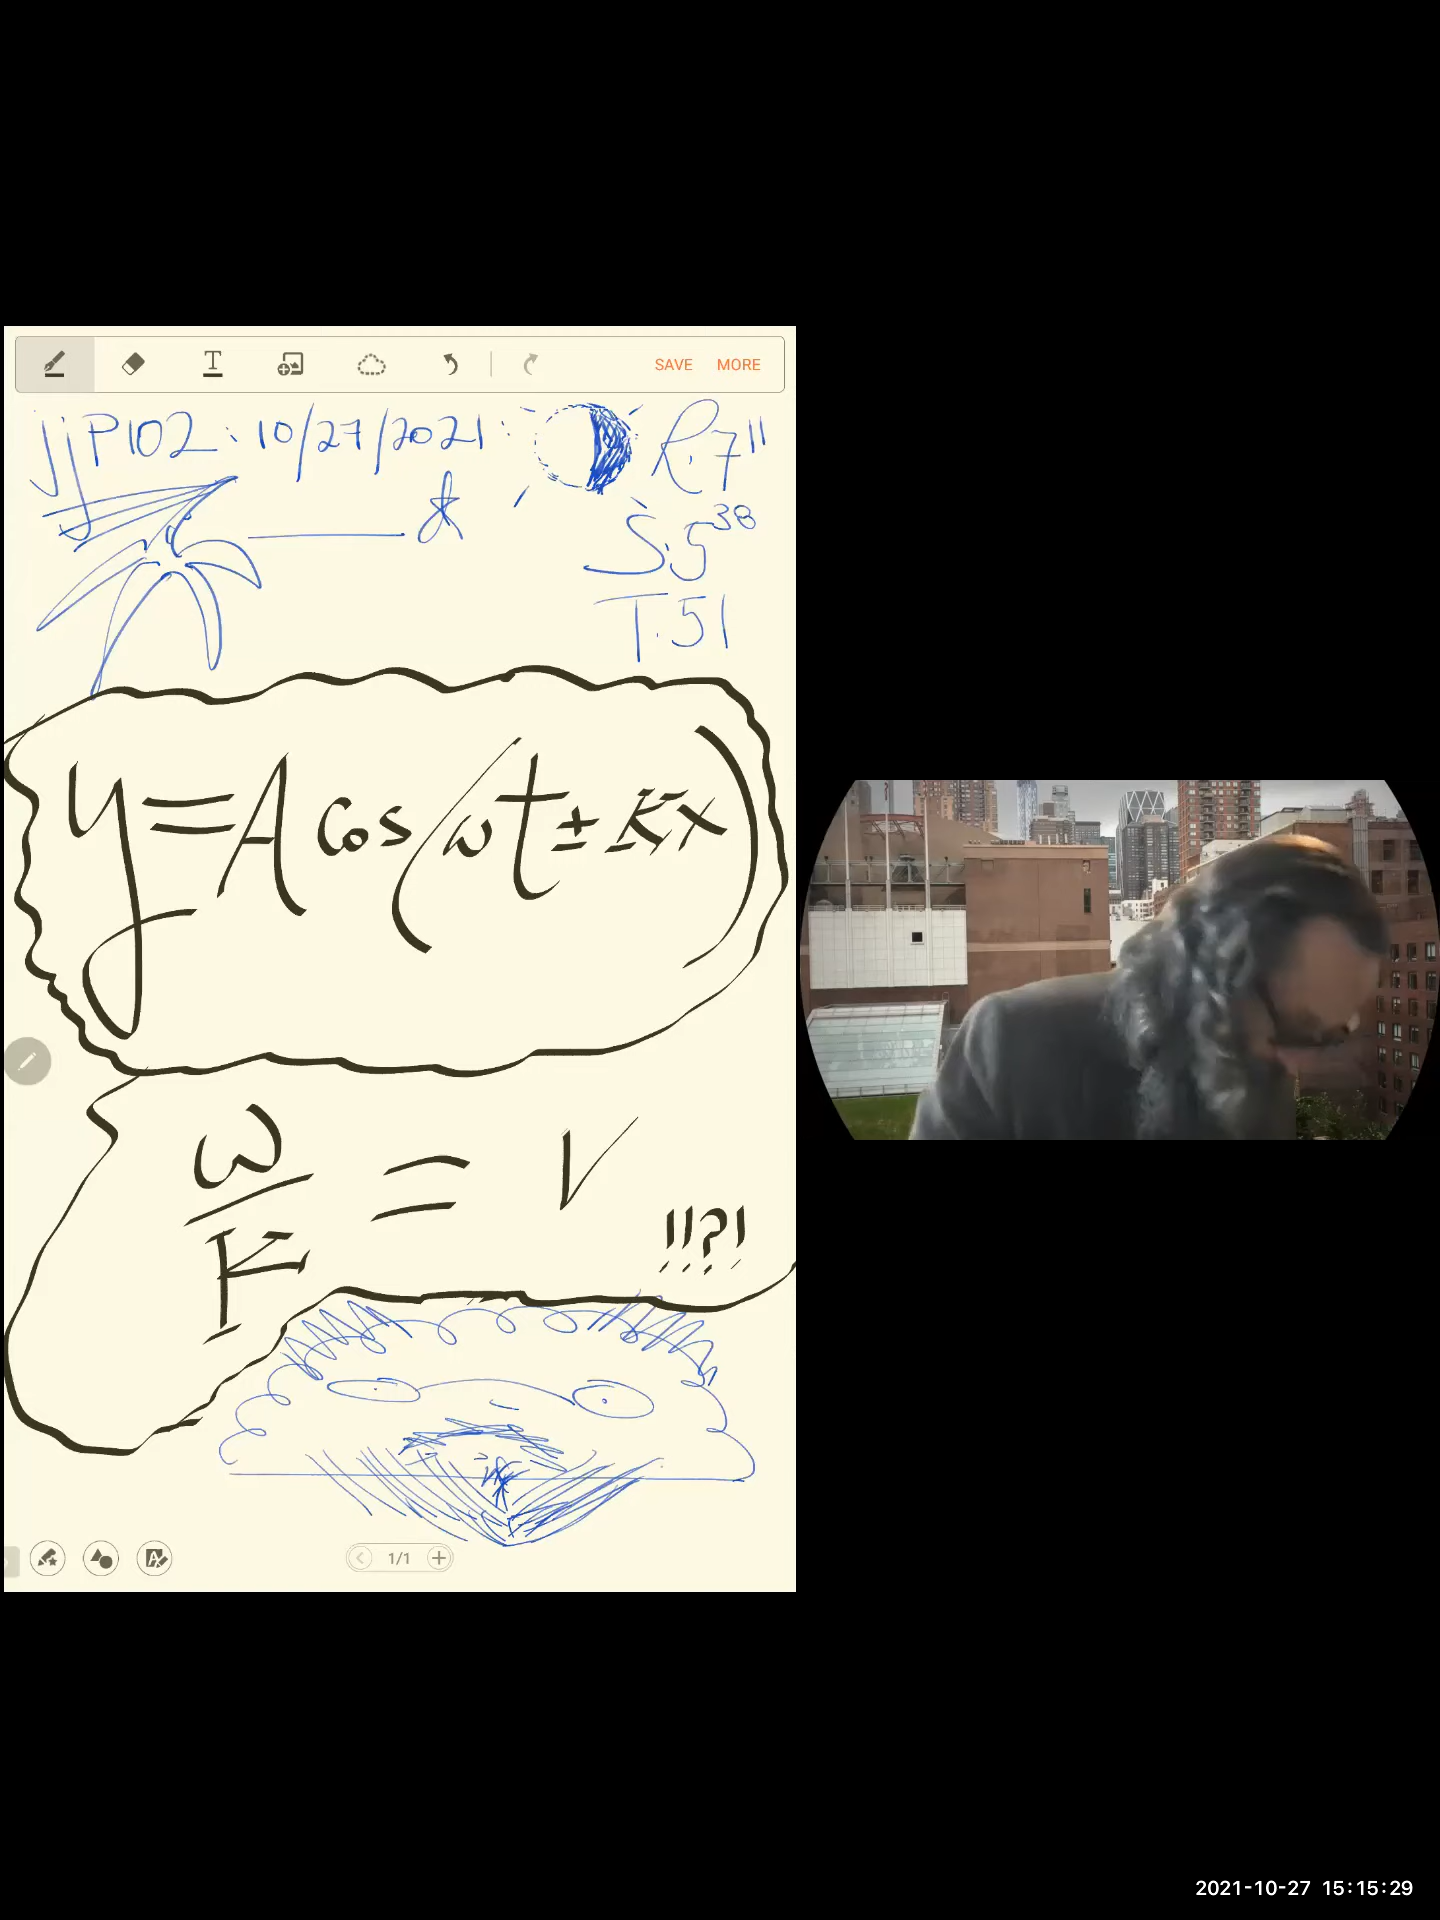 SAVE MORE
jjP102: 10/27/2021: R.7¹¹
S.5³⁸
T.51
y=A cos(ωt±Kx)
ω/K = V
!!?!
1/1
2021-10-27 15:15:29